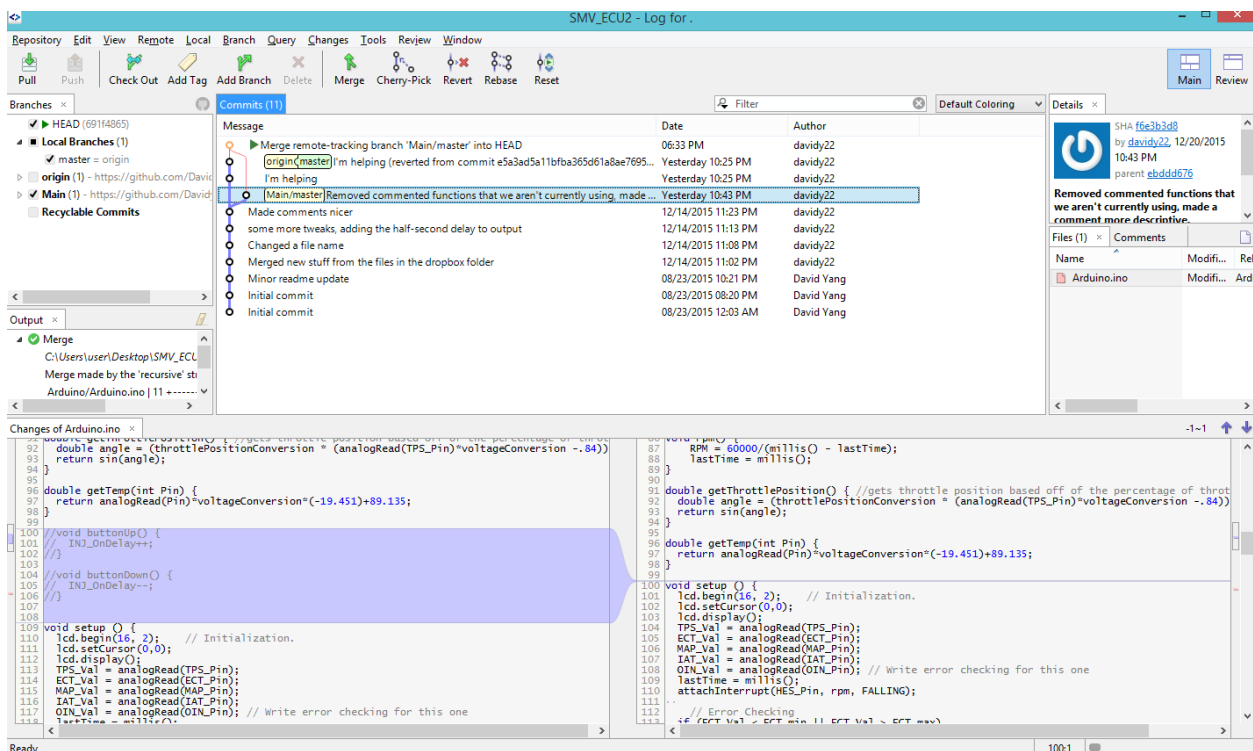 SMV_ECU2 - Log for .
Repository Edit View Remote Local Branch Query Changes Tools Review Window
Pull Push Check Out Add Tag Add Branch Delete Merge Cherry-Pick Revert Rebase Reset Main Review
Branches
HEAD (691f4865)
Local Branches (1)
master = origin
origin (1) - https://github.com/David
Main (1) - https://github.com/David
Recyclable Commits
Output
Merge
C:\Users\user\Desktop\SMV_ECU
Merge made by the 'recursive' str
Arduino/Arduino.ino | 11 +------
Commits (11) Filter Default Coloring
Message Date Author
Merge remote-tracking branch 'Main/master' into HEAD 06:33 PM davidy22
origin master I'm helping (reverted from commit e5a3ad5a11bfba365d61a8ae7695... Yesterday 10:25 PM davidy22
I'm helping Yesterday 10:25 PM davidy22
Main/master Removed commented functions that we aren't currently using, made ... Yesterday 10:43 PM davidy22
Made comments nicer 12/14/2015 11:23 PM davidy22
some more tweaks, adding the half-second delay to output 12/14/2015 11:13 PM davidy22
Changed a file name 12/14/2015 11:08 PM davidy22
Merged new stuff from the files in the dropbox folder 12/14/2015 11:02 PM davidy22
Minor readme update 08/23/2015 10:21 PM David Yang
Initial commit 08/23/2015 08:20 PM David Yang
Initial commit 08/23/2015 12:03 AM David Yang
Details
SHA f6e3b3d8
by davidy22, 12/20/2015
10:43 PM
parent ebddd676
Removed commented functions that
we aren't currently using, made a
comment more descriptive.
Files (1) Comments
Name Modifi... Rel
Arduino.ino Modifi... Ard
Changes of Arduino.ino -1~1
92 double angle = (throttlePositionConversion * (analogRead(TPS_Pin)*voltageConversion -.84))
93 return sin(angle);
94 }
95
96 double getTemp(int Pin) {
97 return analogRead(Pin)*voltageConversion*(-19.451)+89.135;
98 }
99
100 //void buttonUp() {
101 // INJ_OnDelay++;
102 //}
103
104 //void buttonDown() {
105 // INJ_OnDelay--;
106 //}
107
108
109 void setup () {
110 lcd.begin(16, 2); // Initialization.
111 lcd.setCursor(0,0);
112 lcd.display();
113 TPS_Val = analogRead(TPS_Pin);
114 ECT_Val = analogRead(ECT_Pin);
115 MAP_Val = analogRead(MAP_Pin);
116 IAT_Val = analogRead(IAT_Pin);
117 OIN_Val = analogRead(OIN_Pin); // Write error checking for this one
118 lastTime = millis();
86 void rpm() {
87 RPM = 60000/(millis() - lastTime);
88 lastTime = millis();
89 }
90
91 double getThrottlePosition() { //gets throttle position based off of the percentage of throt
92 double angle = (throttlePositionConversion * (analogRead(TPS_Pin)*voltageConversion -.84))
93 return sin(angle);
94 }
95
96 double getTemp(int Pin) {
97 return analogRead(Pin)*voltageConversion*(-19.451)+89.135;
98 }
99
100 void setup () {
101 lcd.begin(16, 2); // Initialization.
102 lcd.setCursor(0,0);
103 lcd.display();
104 TPS_Val = analogRead(TPS_Pin);
105 ECT_Val = analogRead(ECT_Pin);
106 MAP_Val = analogRead(MAP_Pin);
107 IAT_Val = analogRead(IAT_Pin);
108 OIN_Val = analogRead(OIN_Pin); // Write error checking for this one
109 lastTime = millis();
110 attachInterrupt(HES_Pin, rpm, FALLING);
111
112 // Error Checking
113 if (ECT_Val < ECT_min || ECT_Val > ECT_max)
Ready 100:1